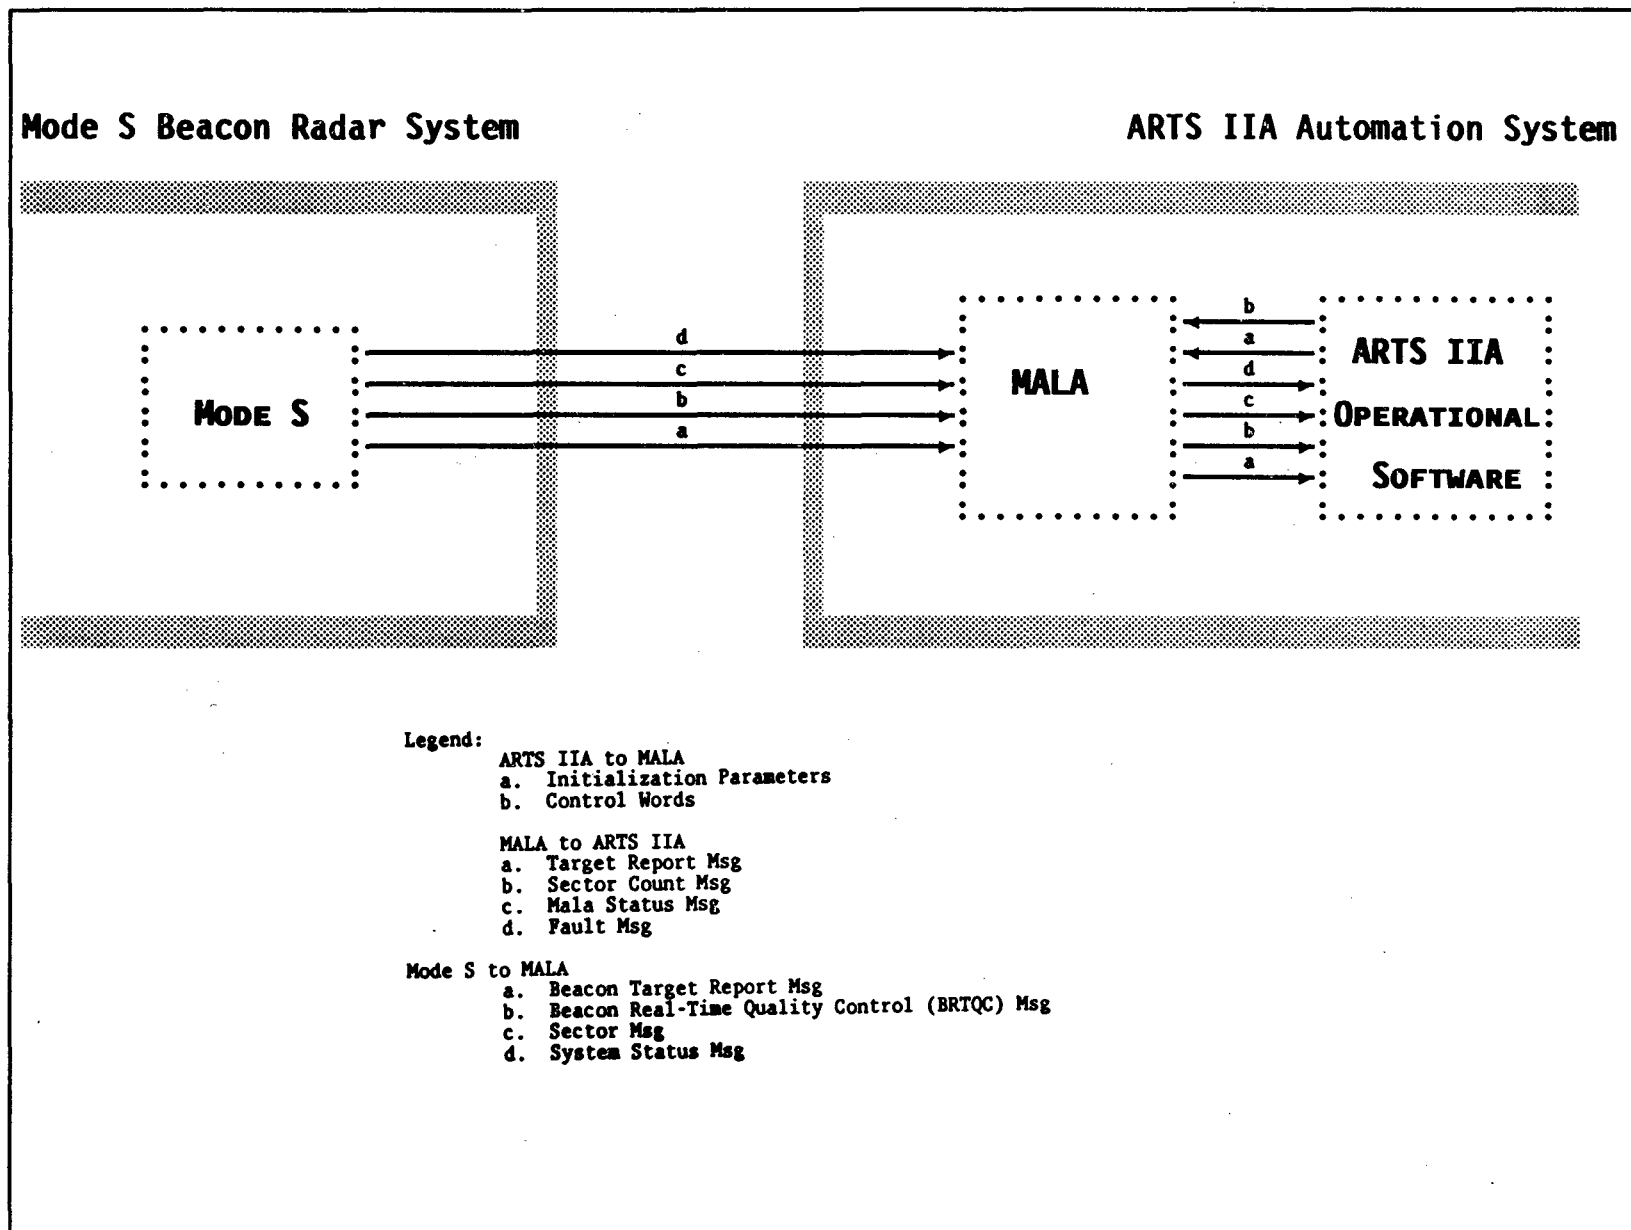 Mode S Beacon Radar System
ARTS IIA Automation System
d
c
b
a
MODE S
MALA
b
a
d
c
b
a
ARTS IIA
OPERATIONAL
SOFTWARE
Legend:
ARTS IIA to MALA
a. Initialization Parameters
b. Control Words
MALA to ARTS IIA
a. Target Report Msg
b. Sector Count Msg
c. Mala Status Msg
d. Fault Msg
Mode S to MALA
a. Beacon Target Report Msg
b. Beacon Real-Time Quality Control (BRTQC) Msg
c. Sector Msg
d. System Status Msg